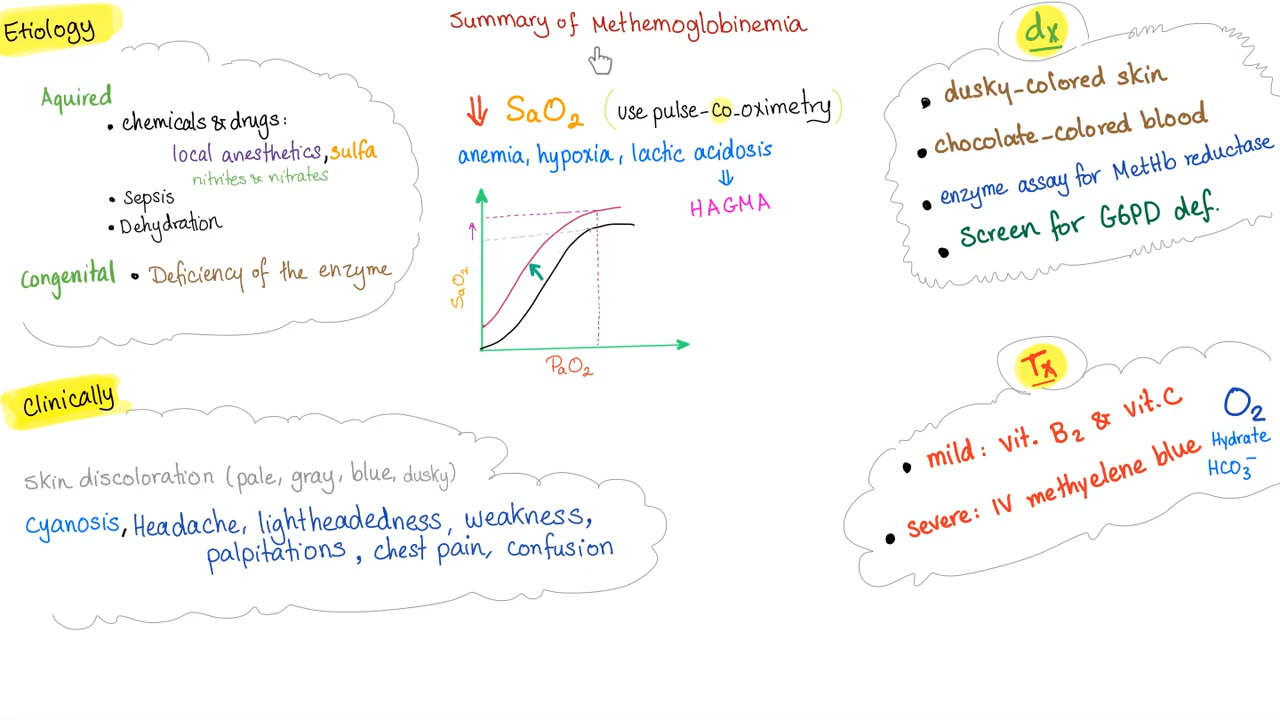 Summary of Methemoglobinemia
Etiology
Aquired
• chemicals & drugs:
local anesthetics, sulfa
nitrites & nitrates
• Sepsis
• Dehydration
Congenital • Deficiency of the enzyme
⇓ SaO2 (use pulse-co-oximetry)
anemia, hypoxia, lactic acidosis
⇓
HAGMA
↑
SaO2
PaO2
dx
• dusky-colored skin
• chocolate-colored blood
• enzyme assay for MetHb reductase
• Screen for G6PD def.
Clinically
skin discoloration (pale, gray, blue, dusky)
cyanosis, Headache, lightheadedness, weakness,
palpitations, chest pain, confusion
Tx
• mild: vit. B2 & vit.C
• severe: IV methyelene blue
O2
Hydrate
HCO3⁻